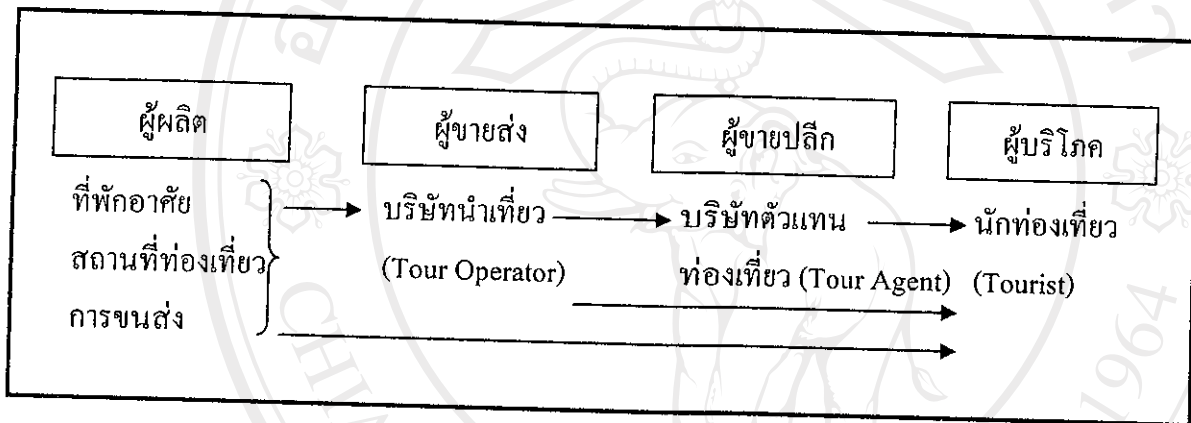 ผู้ผลิต ผู้ขายส่ง ผู้ขายปลีก ผู้บริโภค
ที่พักอาศัย บริษัทนำเที่ยว บริษัทตัวแทน นักท่องเที่ยว
สถานที่ท่องเที่ยว (Tour Operator) ท่องเที่ยว (Tour Agent) (Tourist)
การขนส่ง
1964